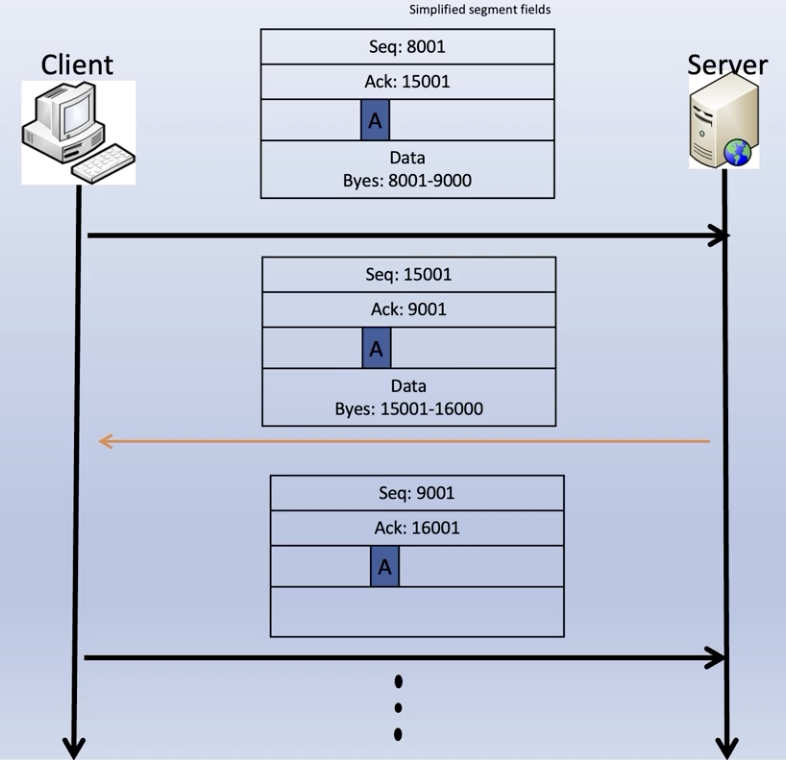 Simplified segment fields
Client
Server
Seq: 8001
Ack: 15001
A
Data
Byes: 8001-9000
Seq: 15001
Ack: 9001
A
Data
Byes: 15001-16000
Seq: 9001
Ack: 16001
A